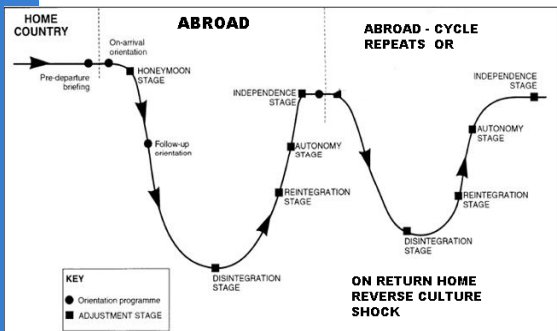 HOME
COUNTRY
ABROAD
ABROAD - CYCLE
REPEATS OR
On-arrival
orientation
Pre-departure
briefing
HONEYMOON
STAGE
Follow-up
orientation
DISINTEGRATION
STAGE
REINTEGRATION
STAGE
AUTONOMY
STAGE
INDEPENDENCE
STAGE
DISINTEGRATION
STAGE
REINTEGRATION
STAGE
AUTONOMY
STAGE
INDEPENDENCE
STAGE
KEY
Orientation programme
ADJUSTMENT STAGE
ON RETURN HOME
REVERSE CULTURE
SHOCK